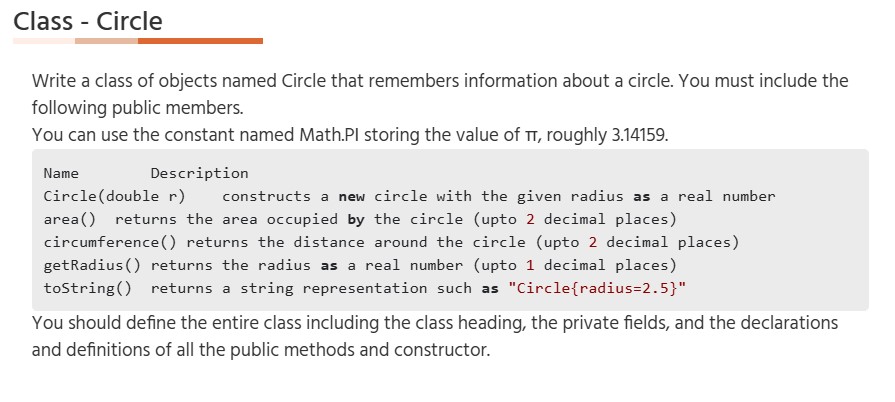 Class - Circle
Write a class of objects named Circle that remembers information about a circle. You must include the
following public members.
You can use the constant named Math.PI storing the value of π, roughly 3.14159.
Name        Description
Circle(double r)    constructs a new circle with the given radius as a real number
area()  returns the area occupied by the circle (upto 2 decimal places)
circumference() returns the distance around the circle (upto 2 decimal places)
getRadius() returns the radius as a real number (upto 1 decimal places)
toString()  returns a string representation such as "Circle{radius=2.5}"
You should define the entire class including the class heading, the private fields, and the declarations
and definitions of all the public methods and constructor.